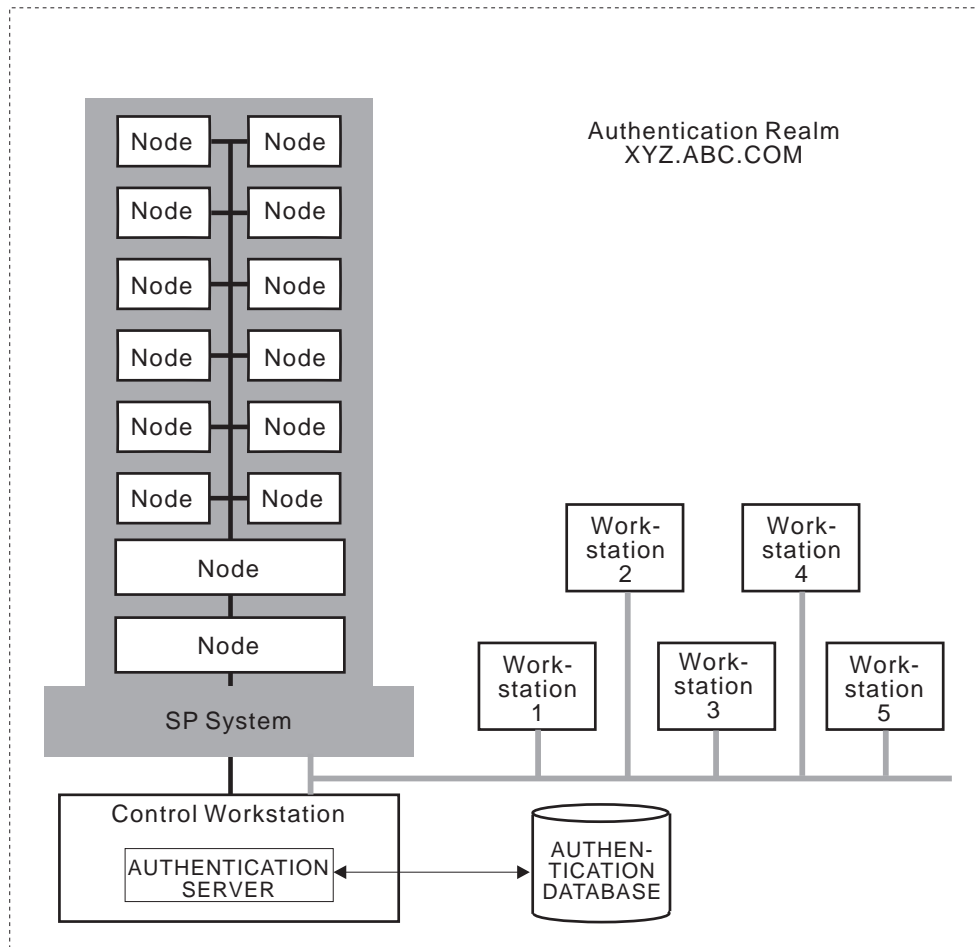 Authentication Realm
XYZ.ABC.COM
Node
Node
Node
Node
Node
Node
Node
Node
Node
Node
Node
Node
Node
Node
SP System
Work-
station
1
Work-
station
2
Work-
station
3
Work-
station
4
Work-
station
5
Control Workstation
AUTHENTICATION
SERVER
AUTHEN-
TICATION
DATABASE